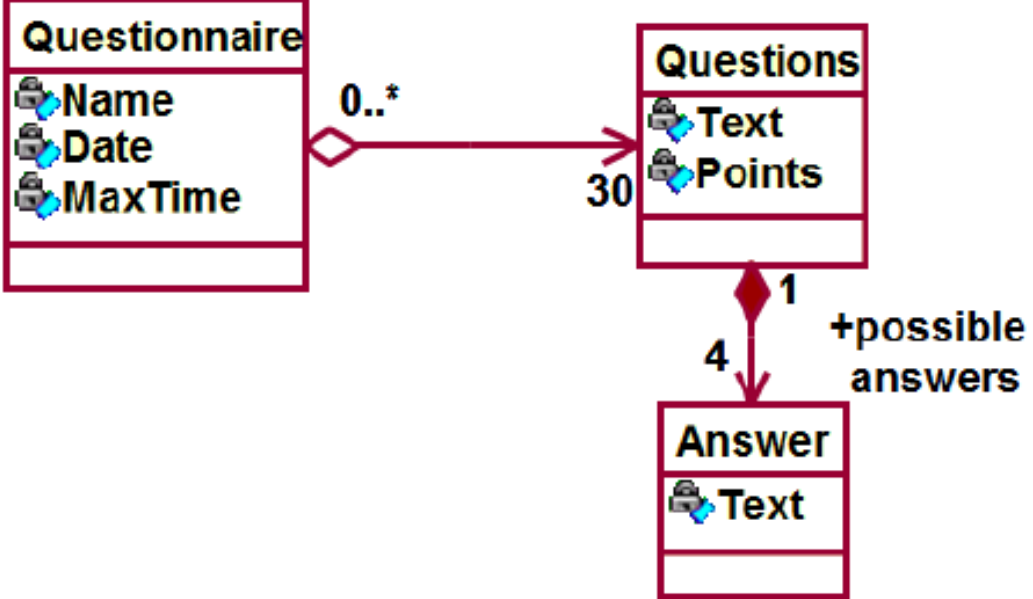 Questionnaire
Name
Date
MaxTime
0..*
30
Questions
Text
Points
1
4
+possible
answers
Answer
Text